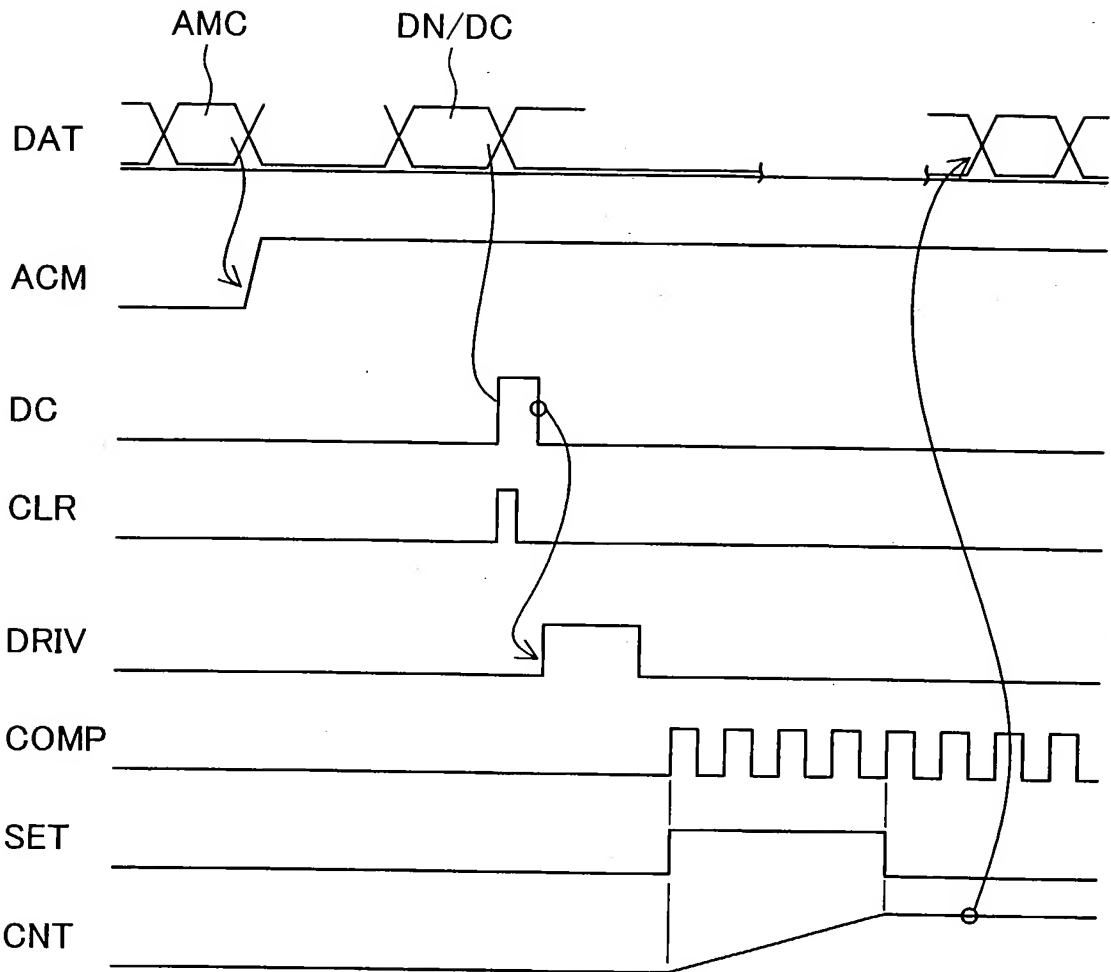 AMC
DN/DC
DAT
ACM
DC
CLR
DRIV
COMP
SET
CNT